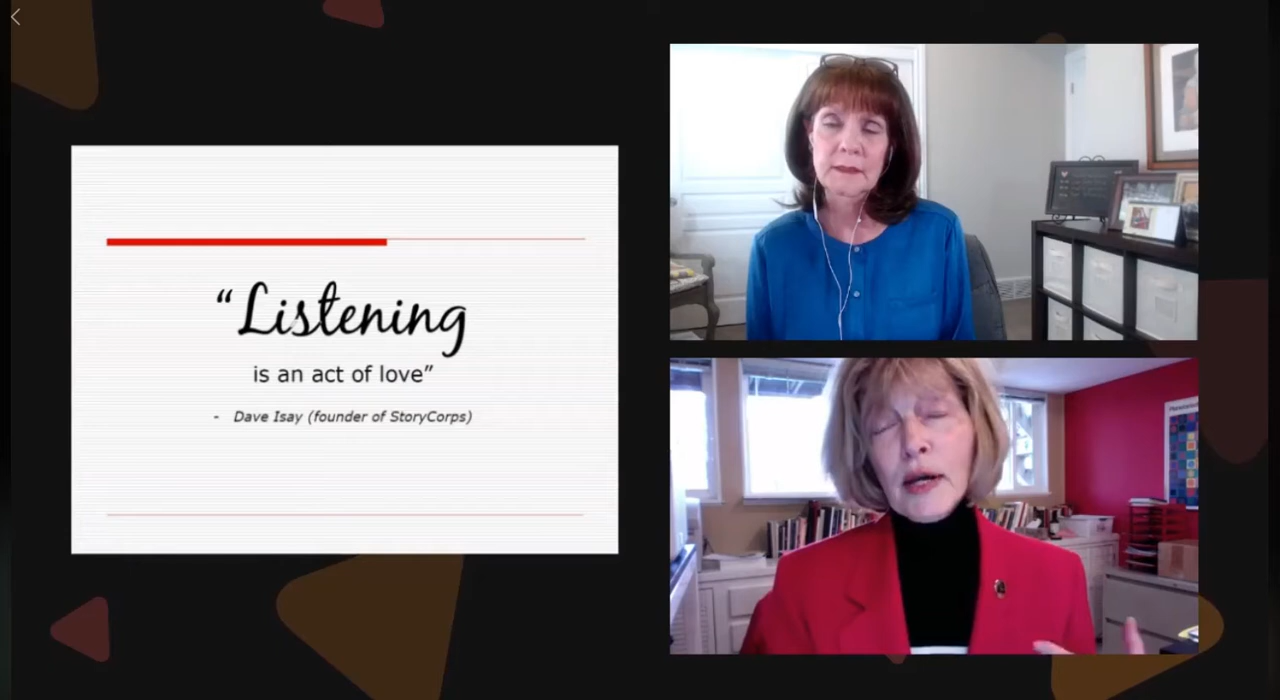 “Listening
is an act of love”
- Dave Isay (founder of StoryCorps)